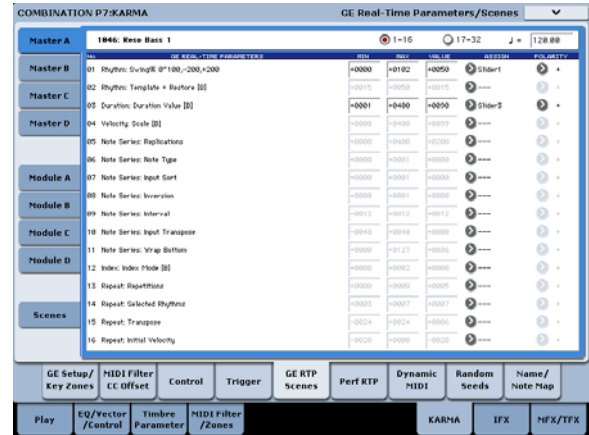 COMBINATION P7:KARMA GE Real-Time Parameters/Scenes
Master A 1046: Rese Bass 1 1-16 17-32 ♩ = 120.00
No. GE REAL-TIME PARAMETERS MIN MAX VALUE ASSIGN POLARITY
01 Rhythm: Swing% 0*100,-200,+200 +0000 +0102 +0050 Slider1 +
Master B
02 Rhythm: Template + Restore [D] --- +
Master C
03 Duration: Duration Value [D] +0001 +0400 +0090 Slider3 +
Master D
04 Velocity: Scale [D] --- +
05 Note Series: Replications --- +
06 Note Series: Note Type --- +
Module A
07 Note Series: Input Sort --- +
08 Note Series: Inversion --- +
Module B
09 Note Series: Interval --- +
Module C
10 Note Series: Input Transpose --- +
11 Note Series: Wrap Bottom --- +
Module D
12 Index: Index Mode [B] --- +
13 Repeat: Repetitions --- +
14 Repeat: Selected Rhythms --- +
Scenes
15 Repeat: Transpose --- +
16 Repeat: Initial Velocity --- +
GE Setup/ Key Zones
MIDI Filter CC Offset
Control
Trigger
GE RTP Scenes
Perf RTP
Dynamic MIDI
Random Seeds
Name/ Note Map
Play
EQ/Vector /Control
Timbre Parameter
MIDI Filter /Zones
KARMA
IFX
MFX/TFX